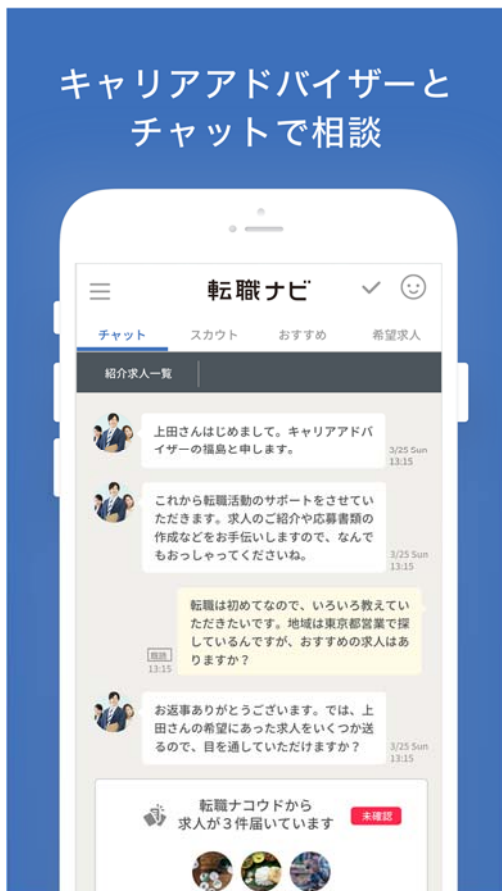 キャリアアドバイザーと
チャットで相談
転職ナビ
チャット スカウト おすすめ 希望求人
紹介求人一覧
上田さんはじめまして。キャリアアドバ
イザーの福島と申します。
3/25 Sun
13:15
これから転職活動のサポートをさせてい
ただきます。求人のご紹介や応募書類の
作成などをお手伝いしますので、なんで
もおっしゃってくださいね。
3/25 Sun
13:15
転職は初めてなので、いろいろ教えてい
ただきたいです。地域は東京都営業で探
しているんですが、おすすめの求人はあ
りますか？
13:15
お返事ありがとうございます。では、上
田さんの希望にあった求人をいくつか送
るので、目を通していただけますか？
3/25 Sun
13:15
転職ナコウドから
求人が３件届いています
未確認